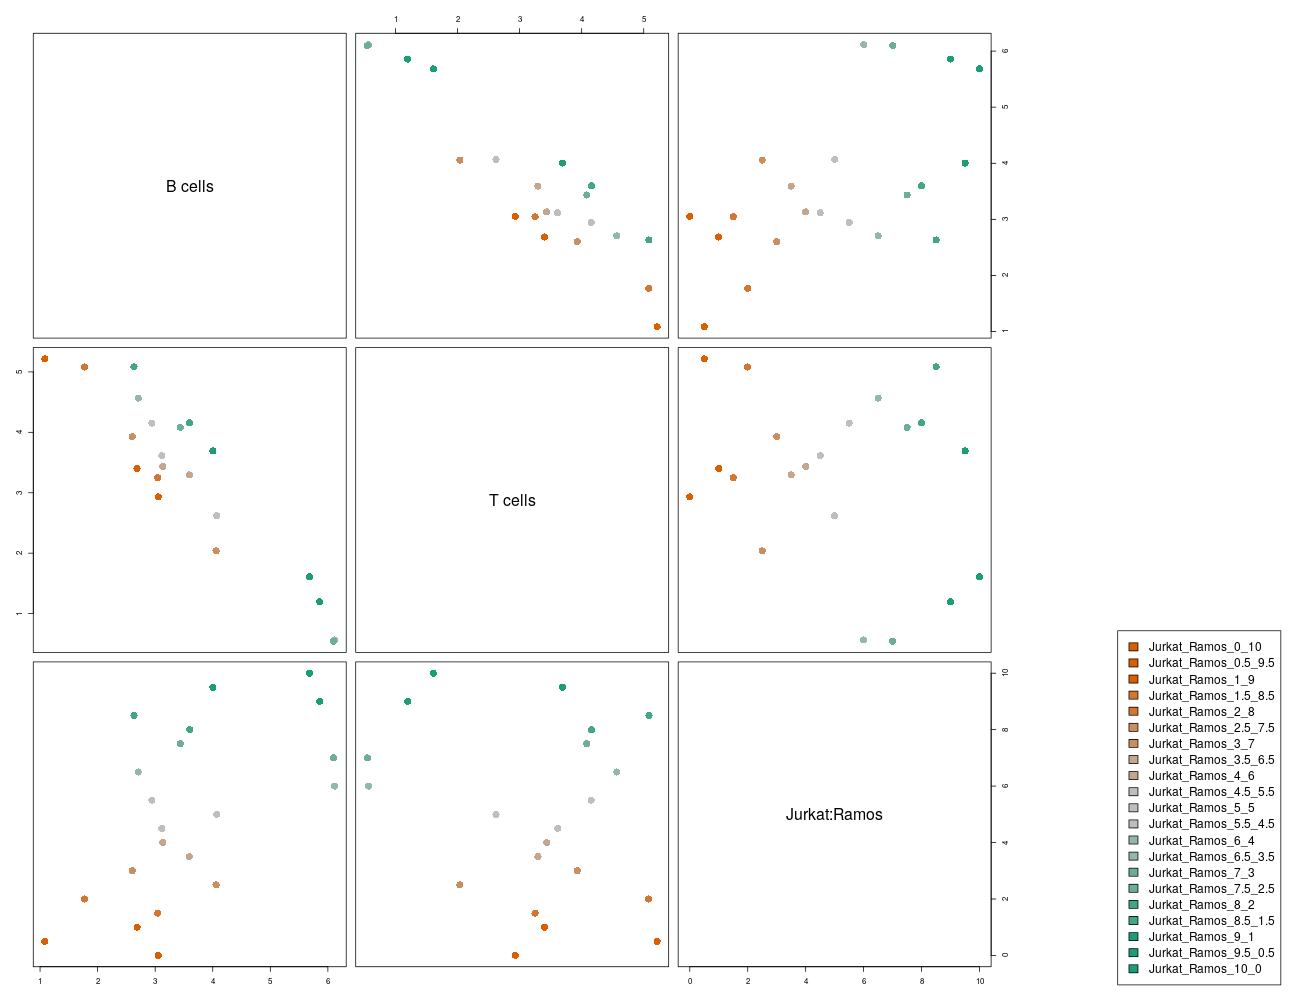 1 2 3 4 5
B cells
1 2 3 4 5 6
1 2 3 4 5
T cells
Jurkat:Ramos
0 2 4 6 8 10
1 2 3 4 5 6
0 2 4 6 8 10
Jurkat_Ramos_0_10
Jurkat_Ramos_0.5_9.5
Jurkat_Ramos_1_9
Jurkat_Ramos_1.5_8.5
Jurkat_Ramos_2_8
Jurkat_Ramos_2.5_7.5
Jurkat_Ramos_3_7
Jurkat_Ramos_3.5_6.5
Jurkat_Ramos_4_6
Jurkat_Ramos_4.5_5.5
Jurkat_Ramos_5_5
Jurkat_Ramos_5.5_4.5
Jurkat_Ramos_6_4
Jurkat_Ramos_6.5_3.5
Jurkat_Ramos_7_3
Jurkat_Ramos_7.5_2.5
Jurkat_Ramos_8_2
Jurkat_Ramos_8.5_1.5
Jurkat_Ramos_9_1
Jurkat_Ramos_9.5_0.5
Jurkat_Ramos_10_0